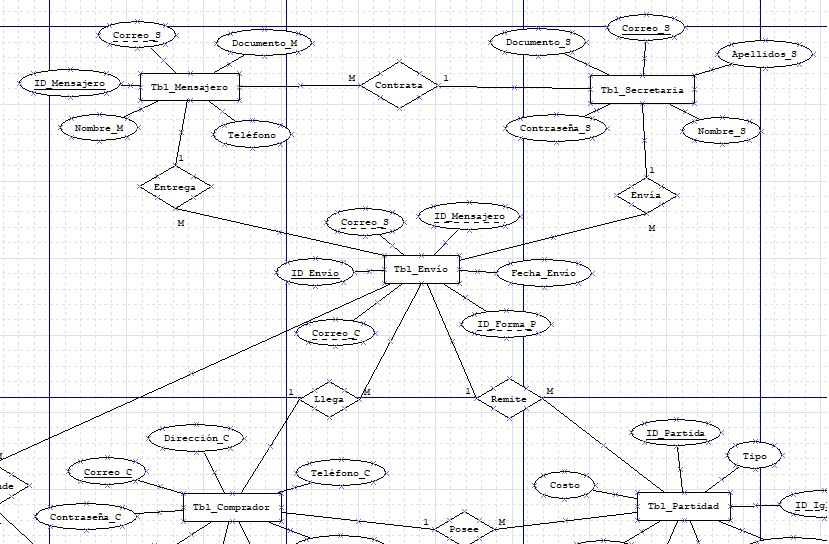 Correo_S
Documento_M
ID_Mensajero
Tbl_Mensajero
Nombre_M
Teléfono
M
Contrata
1
Documento_S
Correo_S
Apellidos_S
Tbl_Secretaria
Contraseña_S
Nombre_S
1
Entrega
M
1
Envía
M
Correo_S
ID_Mensajero
ID_Envío
Tbl_Envío
Fecha_Envío
Correo_C
ID_Forma_P
1
Llega
M
1
Remite
M
Dirección_C
ID_Partida
Correo_C
Teléfono_C
Costo
Tipo
nde
Contraseña_C
Tbl_Comprador
1
Posee
M
Tbl_Partidad
ID_Ig